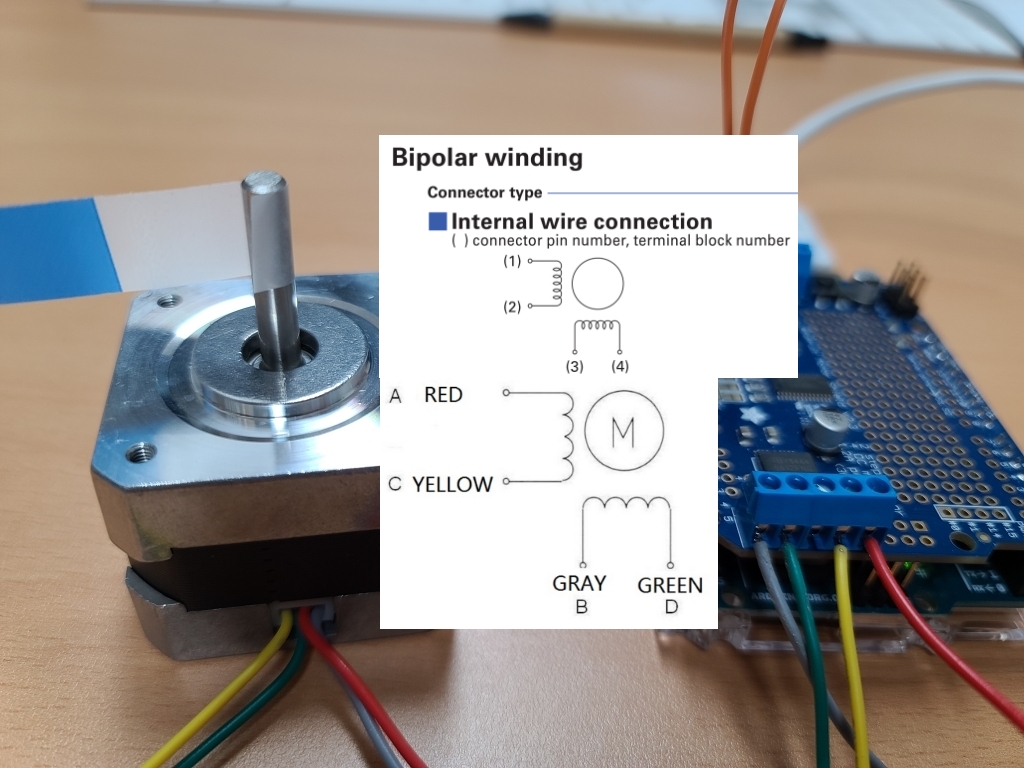 Bipolar winding
Connector type
Internal wire connection
( ) connector pin number, terminal block number
(1)
(2)
(3) (4)
A RED
M
C YELLOW
GRAY GREEN
B D